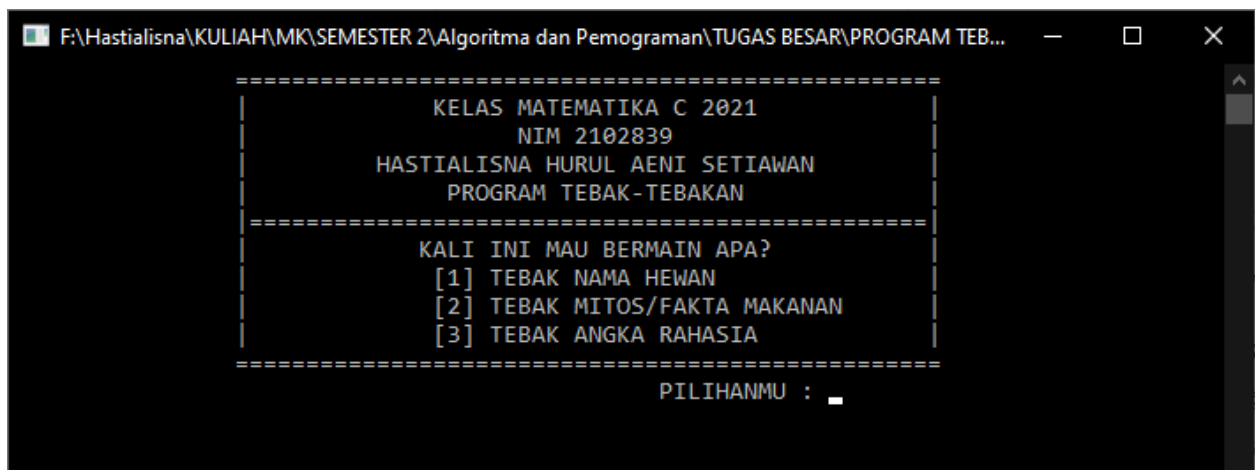 F:\Hastialisna\KULIAH\MK\SEMESTER 2\Algoritma dan Pemograman\TUGAS BESAR\PROGRAM TEB...
==================================================
| KELAS MATEMATIKA C 2021 |
| NIM 2102839 |
| HASTIALISNA HURUL AENI SETIAWAN |
| PROGRAM TEBAK-TEBAKAN |
|================================================|
| KALI INI MAU BERMAIN APA? |
| [1] TEBAK NAMA HEWAN |
| [2] TEBAK MITOS/FAKTA MAKANAN |
| [3] TEBAK ANGKA RAHASIA |
==================================================
PILIHANMU : _